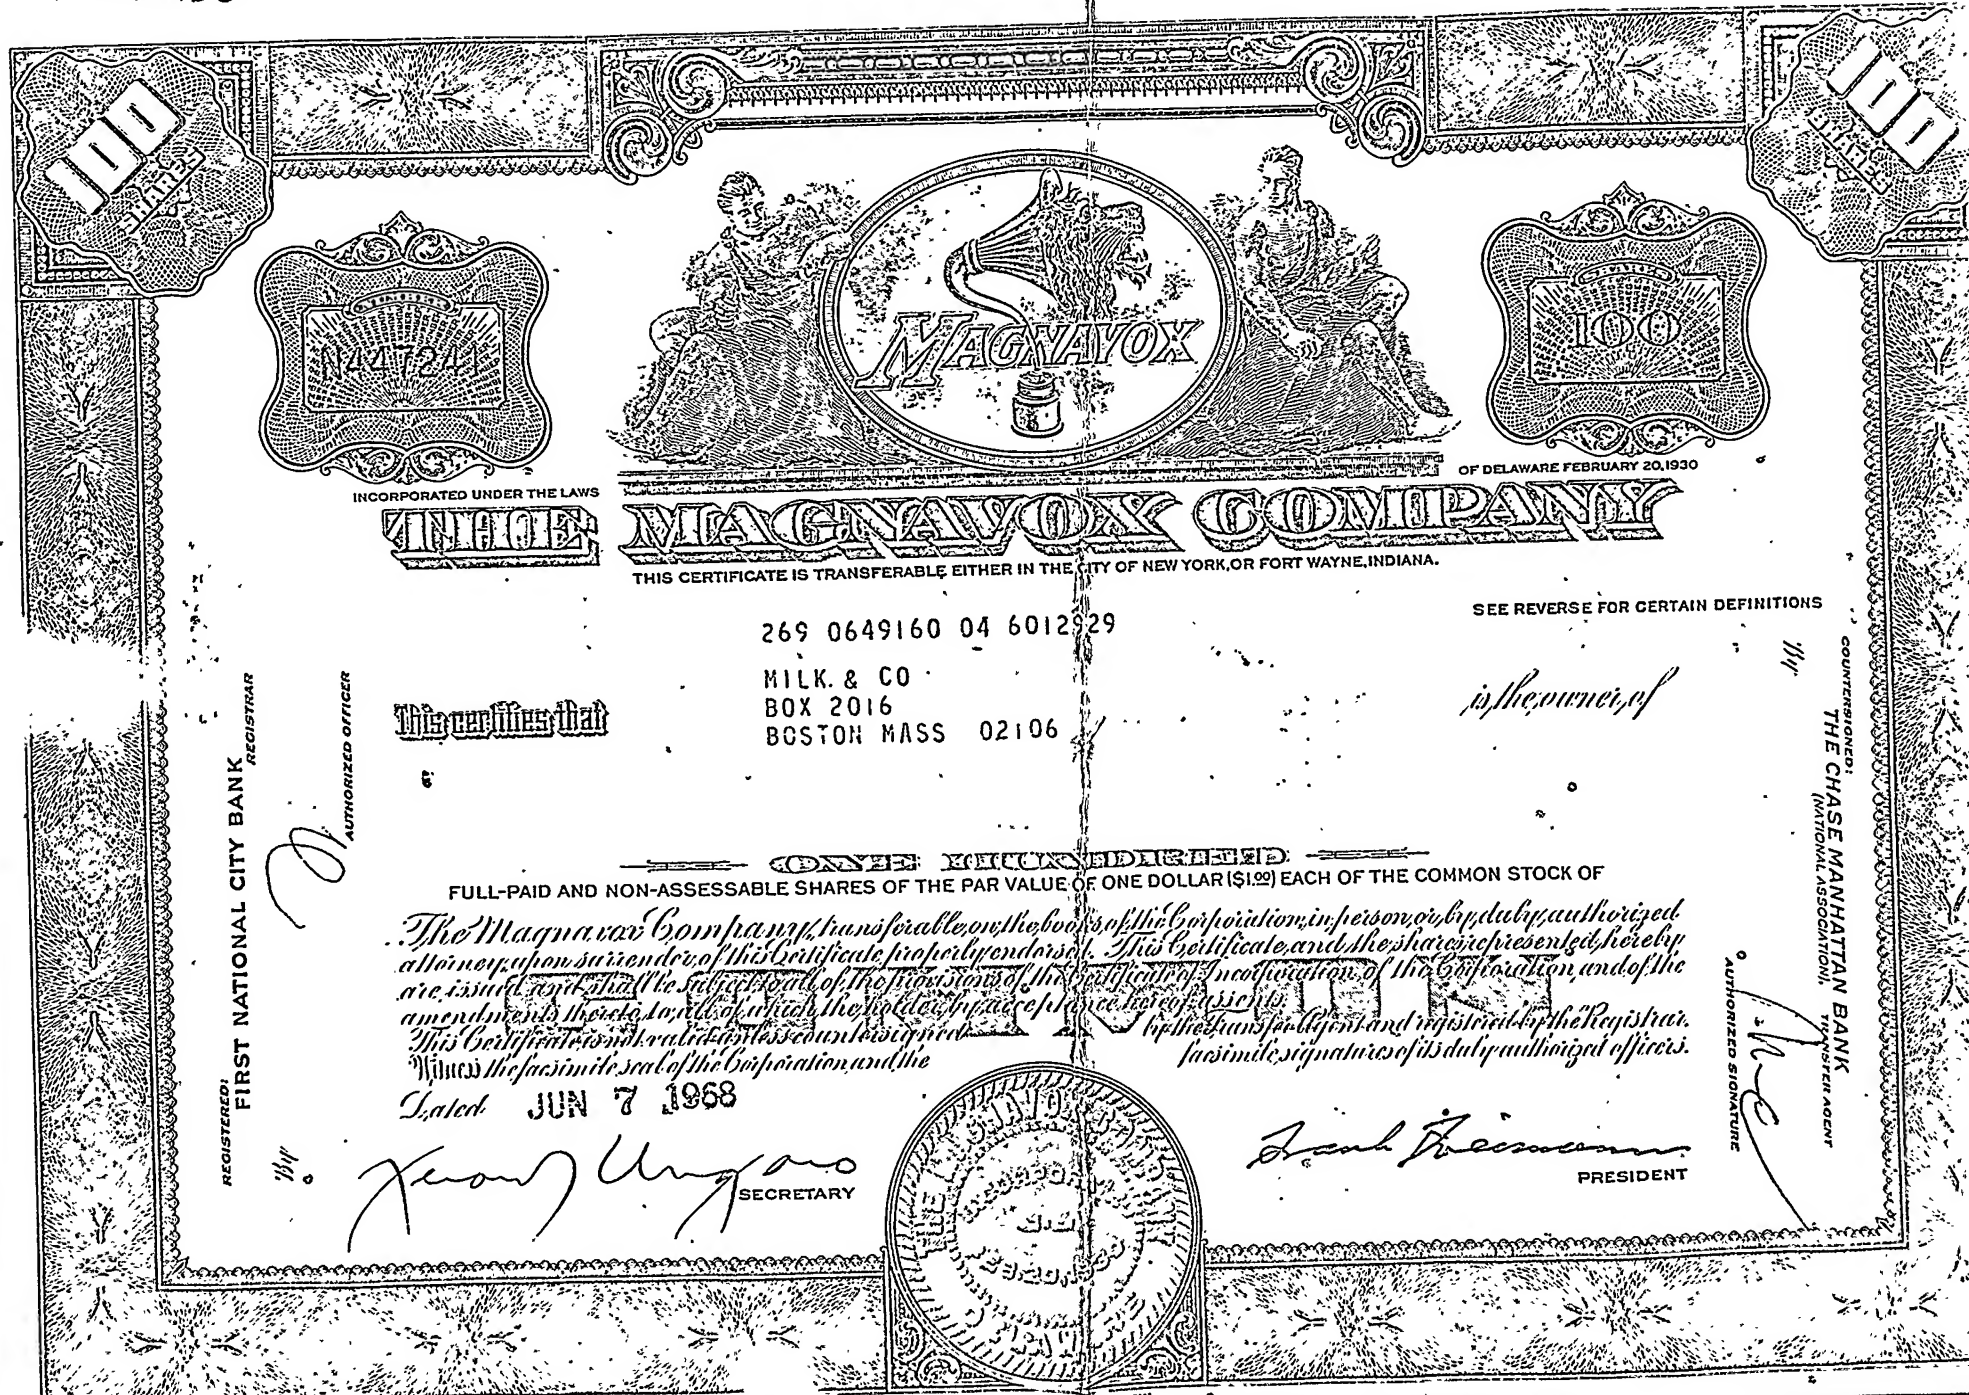 100
SHARES
100
SHARES
NUMBER
N447241
MAGNAVOX
100
INCORPORATED UNDER THE LAWS
OF DELAWARE FEBRUARY 20,1930
THE MAGNAVOX COMPANY
THIS CERTIFICATE IS TRANSFERABLE EITHER IN THE CITY OF NEW YORK, OR FORT WAYNE, INDIANA.
SEE REVERSE FOR CERTAIN DEFINITIONS
269 0649160 04 6012929
This certifies that
MILK. & CO
BOX 2016
BOSTON MASS 02106
is the owner of
ONE HUNDRED
FULL-PAID AND NON-ASSESSABLE SHARES OF THE PAR VALUE OF ONE DOLLAR ($1.00) EACH OF THE COMMON STOCK OF
The Magnavox Company, transferable on the books of the Corporation, in person, or by duly authorized
attorney, upon surrender of this Certificate properly endorsed. This Certificate and the shares represented hereby
are issued and shall be subject to all of the provisions of the Certificate of Incorporation of the Corporation, and of the
amendments thereto, to all of which the holder, by acceptance hereof assents.
This Certificate is not valid unless countersigned by the Transfer Agent and registered by the Registrar.
Witness the facsimile seal of the Corporation and the facsimile signatures of its duly authorized officers.
COMMON
Dated JUN 7 1968
SECRETARY
PRESIDENT
REGISTERED:
FIRST NATIONAL CITY BANK
REGISTRAR
By
AUTHORIZED OFFICER
COUNTERSIGNED:
THE CHASE MANHATTAN BANK
(NATIONAL ASSOCIATION),
TRANSFER AGENT
By
AUTHORIZED SIGNATURE